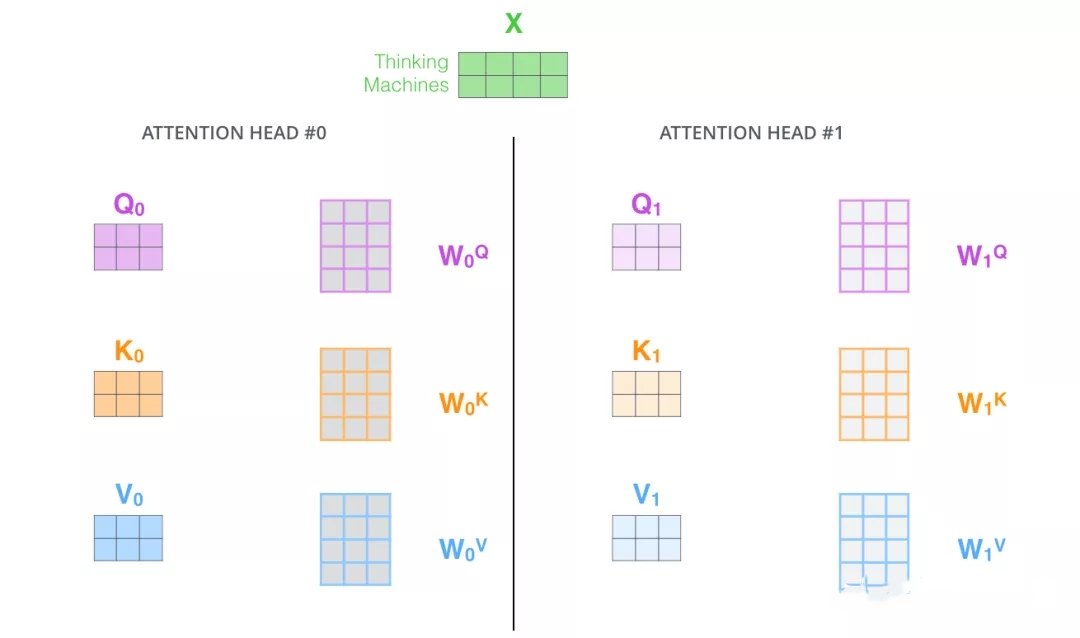 X
Thinking
Machines
ATTENTION HEAD #0
ATTENTION HEAD #1
Q₀
W₀Q
Q₁
W₁Q
K₀
W₀K
K₁
W₁K
V₀
W₀V
V₁
W₁V